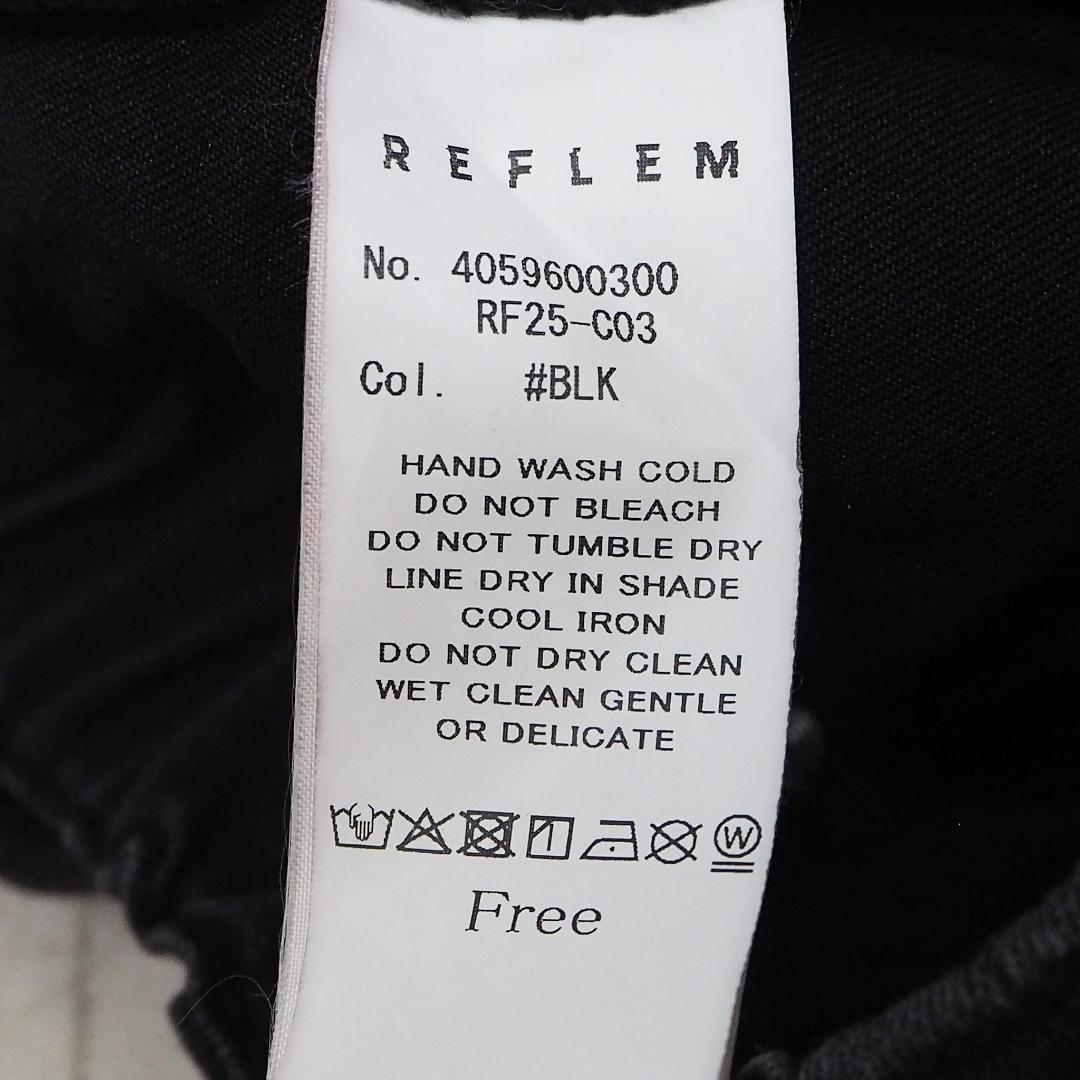 REFLEM
No. 4059600300
RF25-C03
Col. #BLK
HAND WASH COLD
DO NOT BLEACH
DO NOT TUMBLE DRY
LINE DRY IN SHADE
COOL IRON
DO NOT DRY CLEAN
WET CLEAN GENTLE
OR DELICATE
W
Free